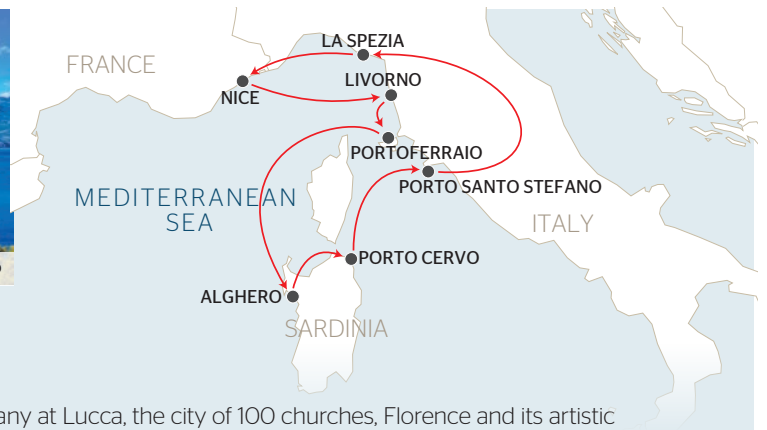 LA SPEZIA
FRANCE
LIVORNO
NICE
PORTOFERRAIO
PORTO SANTO STEFANO
MEDITERRANEAN
SEA
ITALY
PORTO CERVO
ALGHERO
SARDINIA
any at Lucca, the city of 100 churches, Florence and its artistic